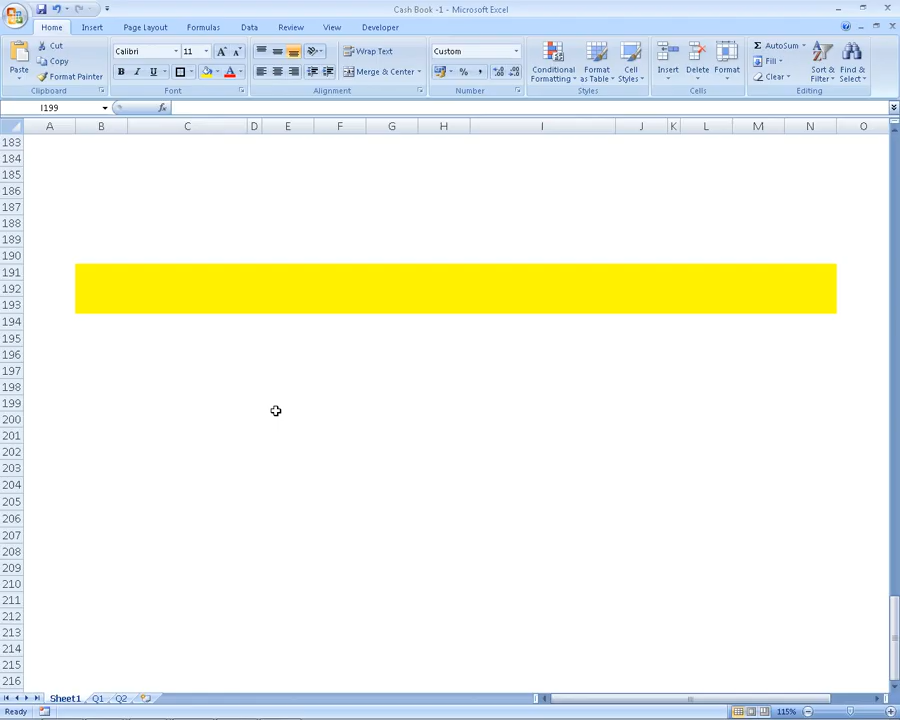 Cash Book -1 - Microsoft Excel
Home Insert Page Layout Formulas Data Review View Developer
Paste
Cut
Copy
Format Painter
Clipboard
Calibri 11
B I U
Font
Wrap Text
Merge & Center
Alignment
Custom
% ,
Number
Conditional Formatting
Format as Table
Cell Styles
Styles
Insert Delete Format
Cells
Σ AutoSum
Fill
Clear
Sort & Filter
Find & Select
Editing
I199 fx
A B C D E F G H I J K L M N O
183
184
185
186
187
188
189
190
191
192
193
194
195
196
197
198
199
200
201
202
203
204
205
206
207
208
209
210
211
212
213
214
215
216
Sheet1 Q1 Q2
Ready 115%